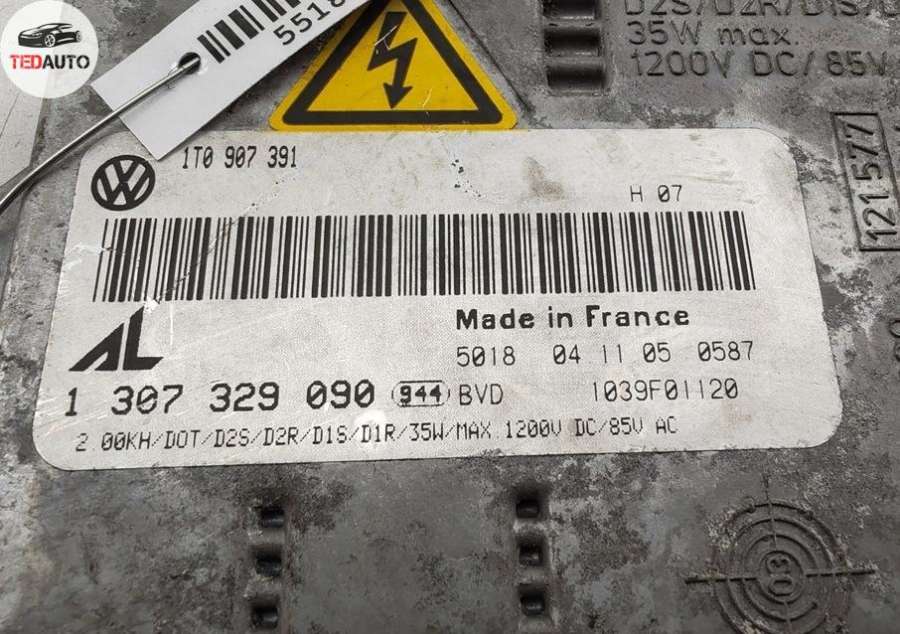 TEDAUTO
5518
D2S/D2R/D1S/
35W max.
1200V DC/85V
121577
1T0 907 391
H 07
AL
Made in France
5018 04 11 05 0587
1 307 329 090 944 BVD 1039F01120
2.00KH/DOT/D2S/D2R/D1S/D1R/35W/MAX.1200V DC/85V AC
03